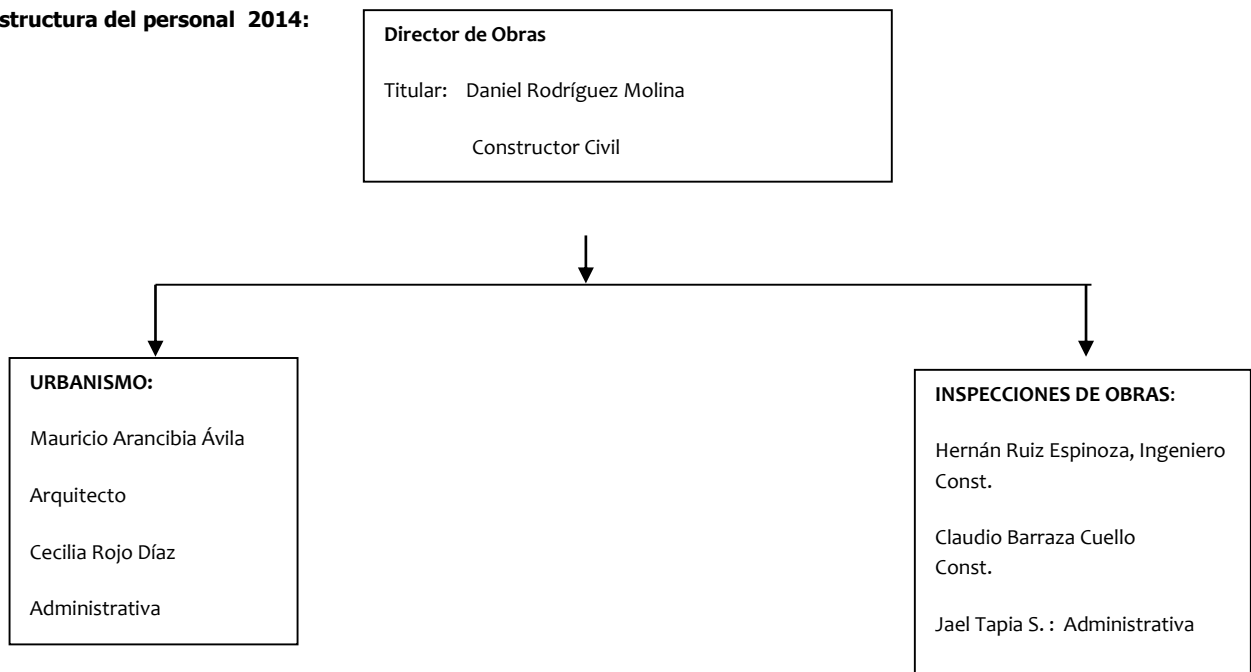 structura del personal 2014:
Director de Obras
Titular: Daniel Rodríguez Molina
Constructor Civil
URBANISMO:
Mauricio Arancibia Ávila
Arquitecto
Cecilia Rojo Díaz
Administrativa
INSPECCIONES DE OBRAS:
Hernán Ruiz Espinoza, Ingeniero
Const.
Claudio Barraza Cuello
Const.
Jael Tapia S. : Administrativa